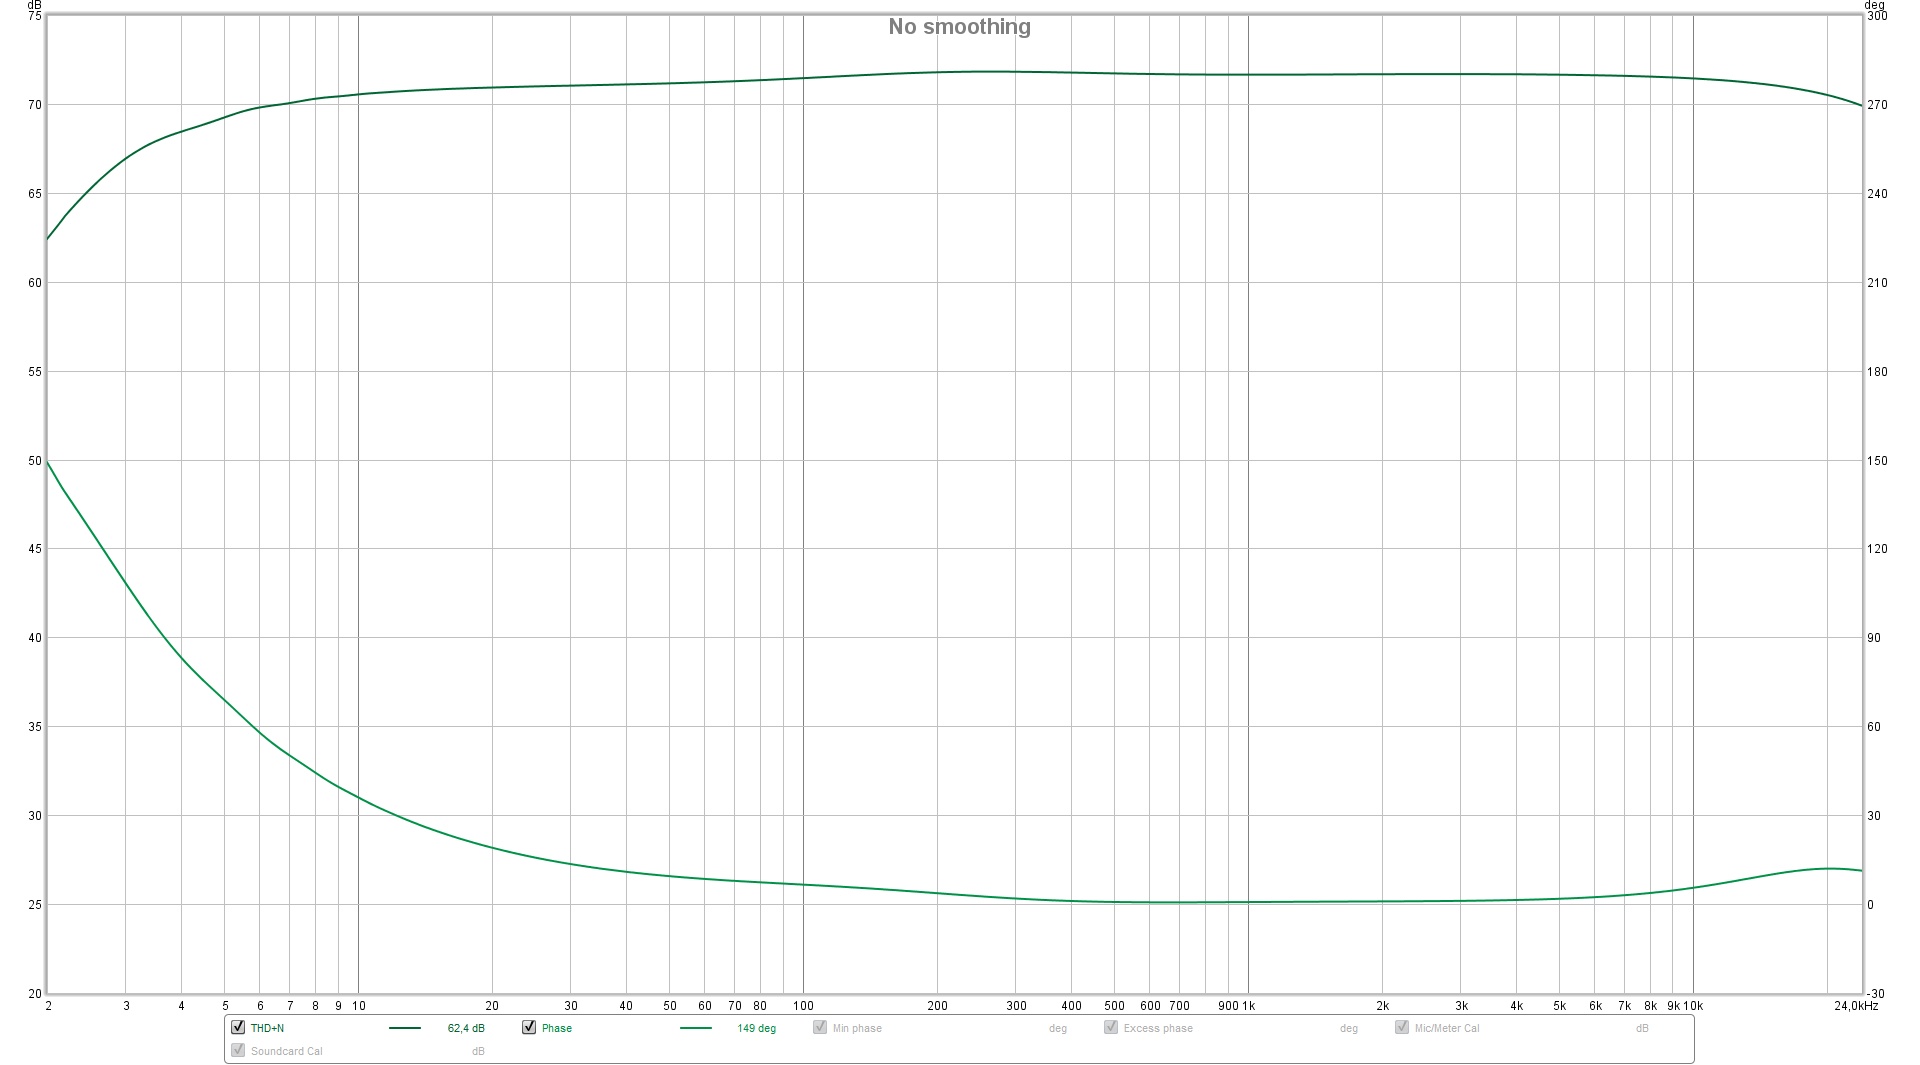 dB
deg
No smoothing
75 300
70 270
65 240
60 210
55 180
50 150
45 120
40 90
35 60
30 30
25 0
20 -30
2 3 4 5 6 7 8 9 10 20 30 40 50 60 70 80 100 200 300 400 500 600 700 900 1k 2k 3k 4k 5k 6k 7k 8k 9k 10k 24,0kHz
THD+N 62,4 dB Phase 149 deg Min phase deg Excess phase deg Mic/Meter Cal dB
Soundcard Cal dB